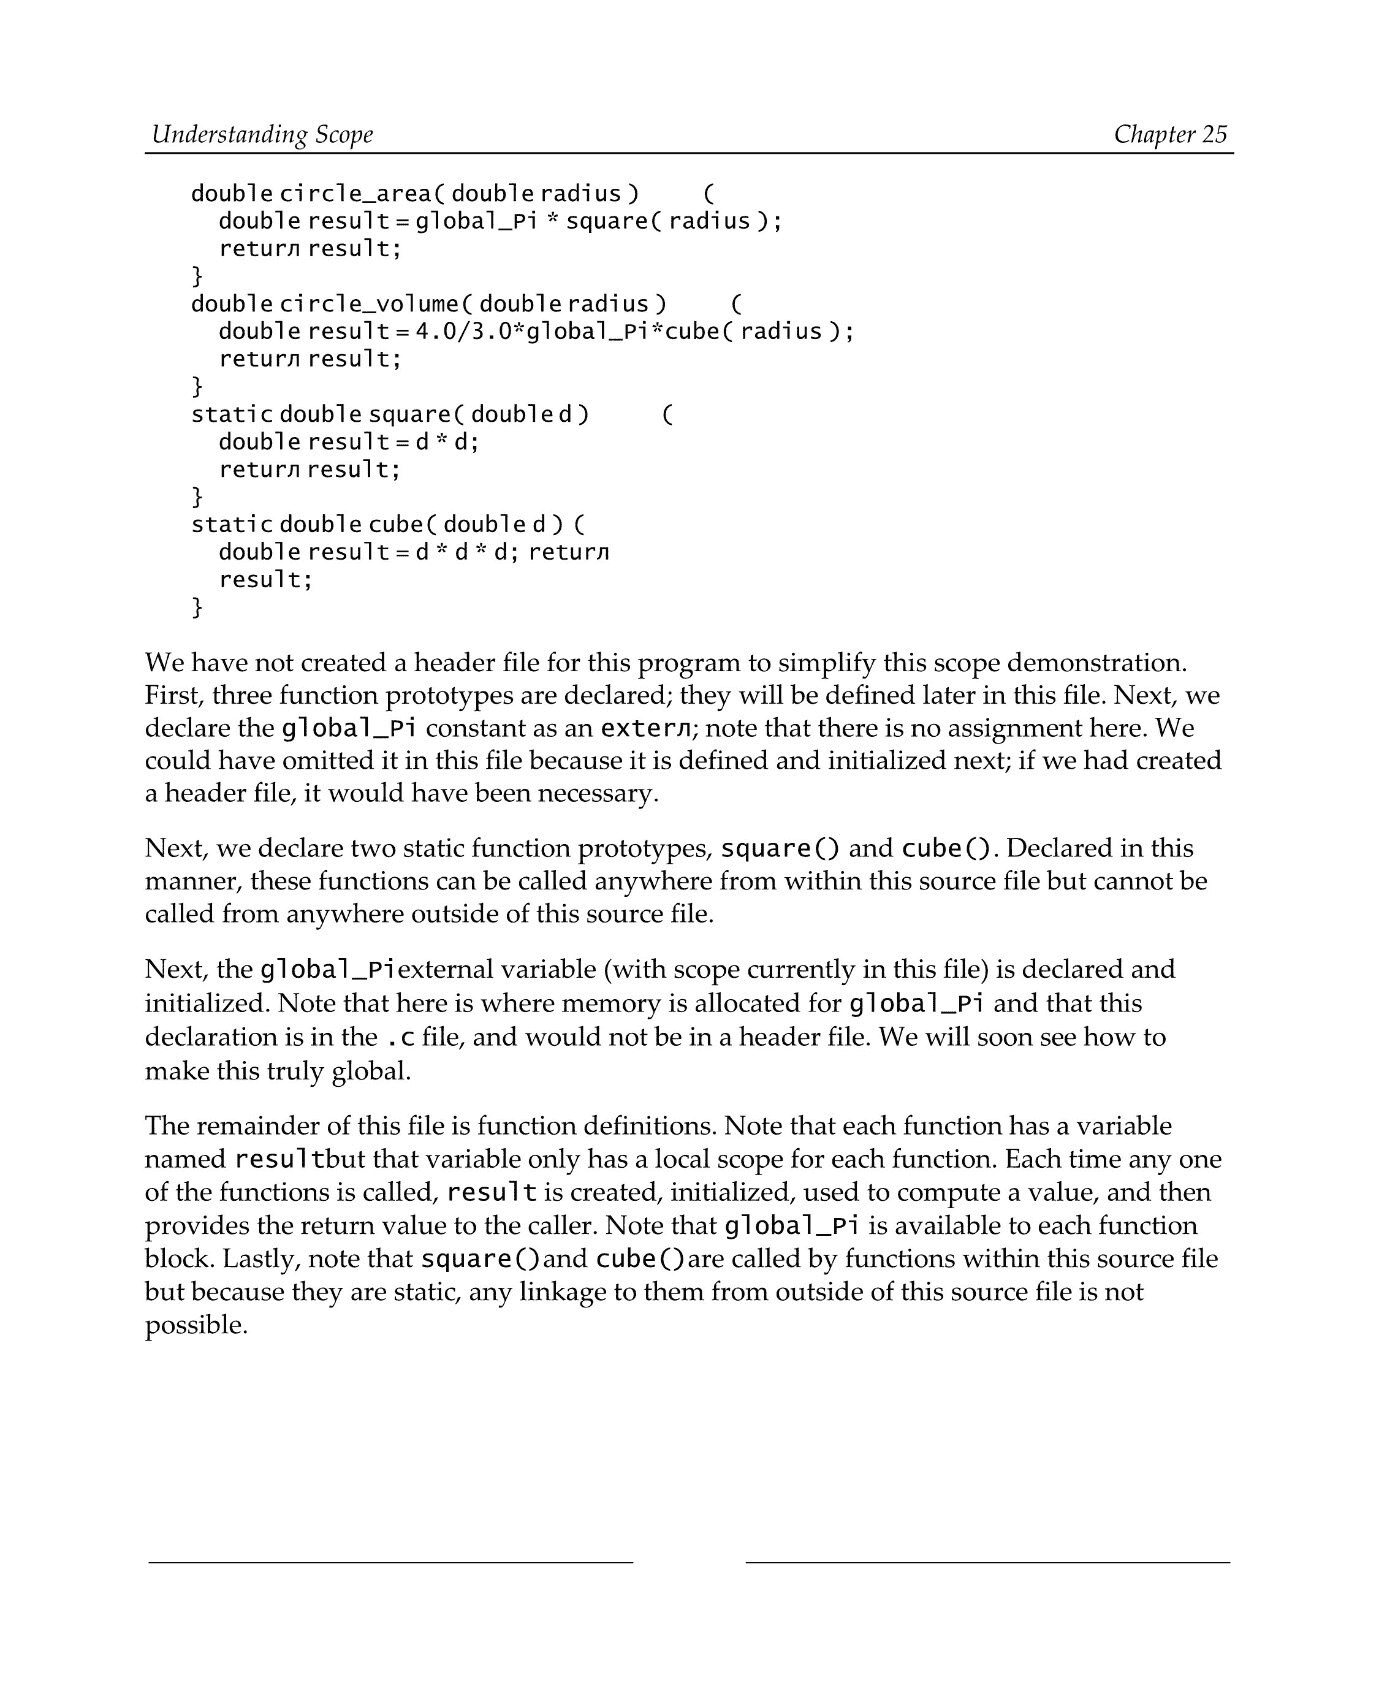 Understanding Scope Chapter 25
double circle_area( double radius ) (
double result = global_Pi * square( radius );
returл result;
}
double circle_volume( double radius ) (
double result = 4.0/3.0*global_Pi*cube( radius );
returл result;
}
static double square( double d ) (
double result = d * d;
returл result;
}
static double cube( double d ) (
double result = d * d * d; returл
result;
}
We have not created a header file for this program to simplify this scope demonstration.
First, three function prototypes are declared; they will be defined later in this file. Next, we
declare the global_Pi constant as an exterл; note that there is no assignment here. We
could have omitted it in this file because it is defined and initialized next; if we had created
a header file, it would have been necessary.
Next, we declare two static function prototypes, square() and cube(). Declared in this
manner, these functions can be called anywhere from within this source file but cannot be
called from anywhere outside of this source file.
Next, the global_Piexternal variable (with scope currently in this file) is declared and
initialized. Note that here is where memory is allocated for global_Pi and that this
declaration is in the .c file, and would not be in a header file. We will soon see how to
make this truly global.
The remainder of this file is function definitions. Note that each function has a variable
named resultbut that variable only has a local scope for each function. Each time any one
of the functions is called, result is created, initialized, used to compute a value, and then
provides the return value to the caller. Note that global_Pi is available to each function
block. Lastly, note that square()and cube()are called by functions within this source file
but because they are static, any linkage to them from outside of this source file is not
possible.